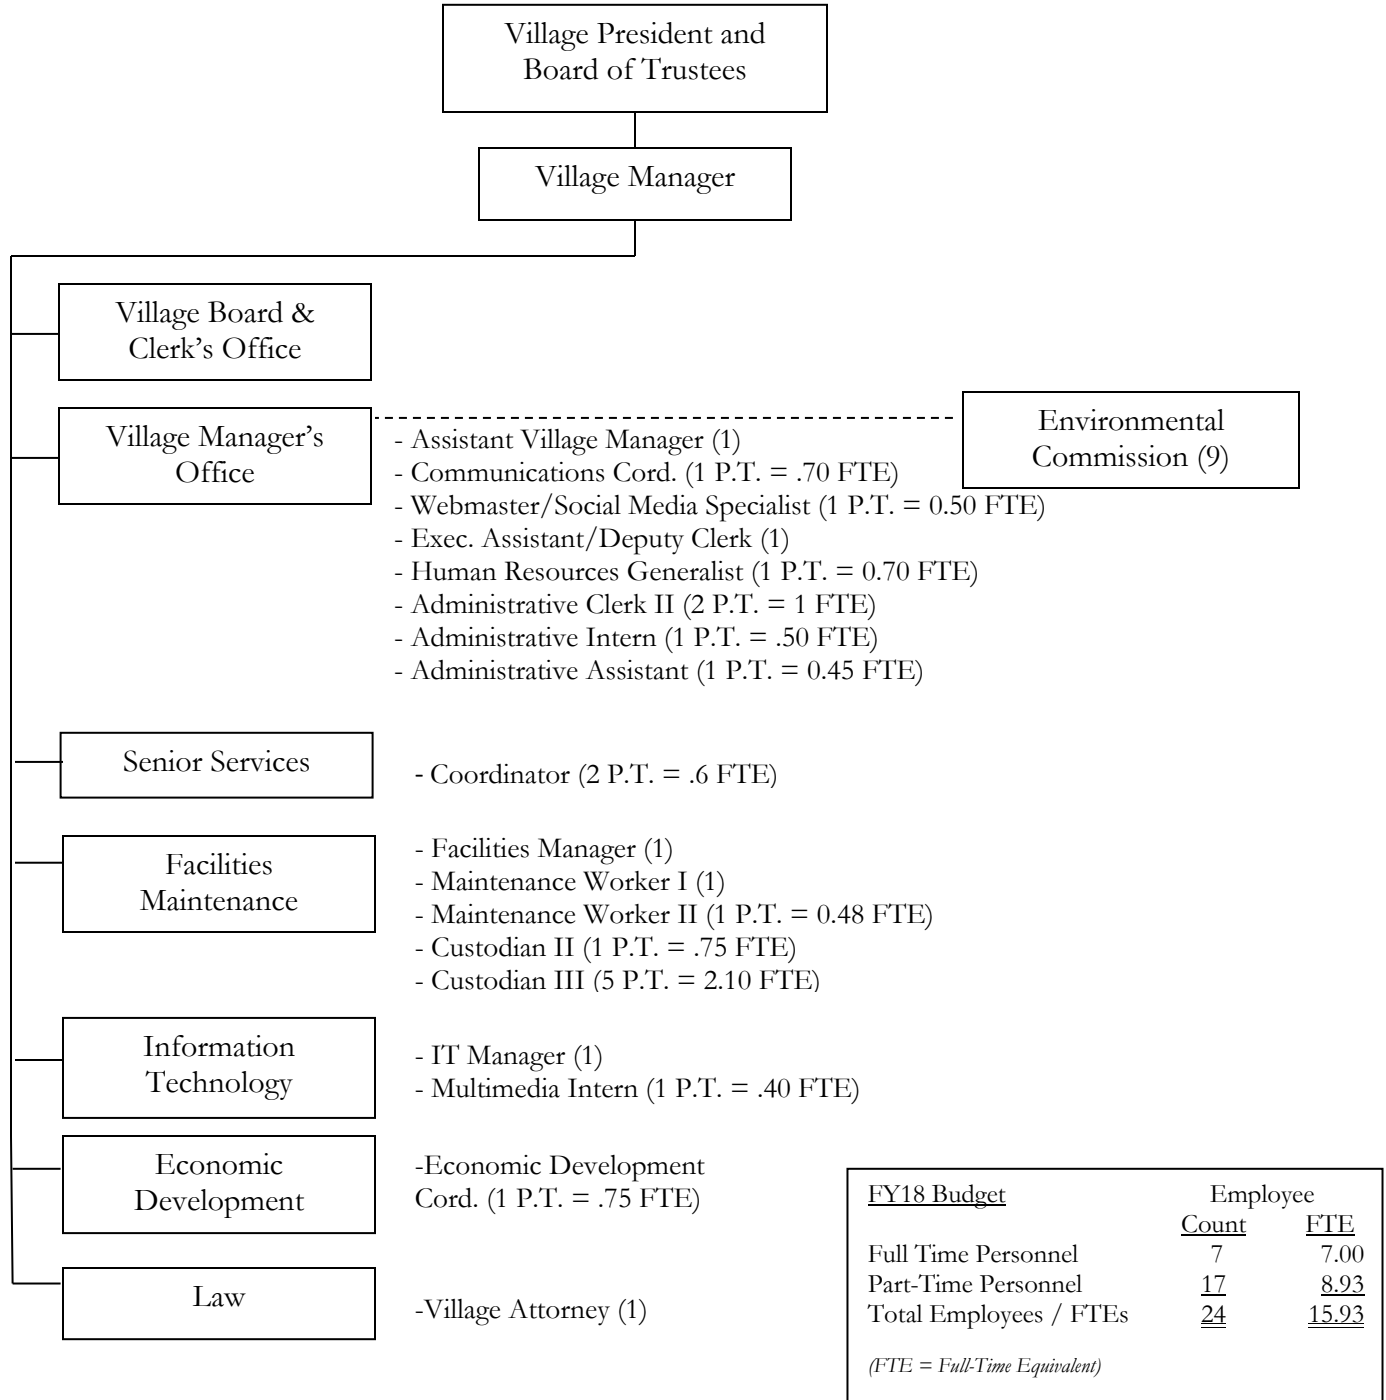 Village President and
Board of Trustees
Village Manager
Village Board &
Clerk's Office
Village Manager's
Office
Environmental
Commission (9)
- Assistant Village Manager (1)
- Communications Cord. (1 P.T. = .70 FTE)
- Webmaster/Social Media Specialist (1 P.T. = 0.50 FTE)
- Exec. Assistant/Deputy Clerk (1)
- Human Resources Generalist (1 P.T. = 0.70 FTE)
- Administrative Clerk II (2 P.T. = 1 FTE)
- Administrative Intern (1 P.T. = .50 FTE)
- Administrative Assistant (1 P.T. = 0.45 FTE)
Senior Services
- Coordinator (2 P.T. = .6 FTE)
Facilities
Maintenance
- Facilities Manager (1)
- Maintenance Worker I (1)
- Maintenance Worker II (1 P.T. = 0.48 FTE)
- Custodian II (1 P.T. = .75 FTE)
- Custodian III (5 P.T. = 2.10 FTE)
Information
Technology
- IT Manager (1)
- Multimedia Intern (1 P.T. = .40 FTE)
Economic
Development
-Economic Development
Cord. (1 P.T. = .75 FTE)
Law
-Village Attorney (1)
FY18 Budget Employee
Count FTE
Full Time Personnel 7 7.00
Part-Time Personnel 17 8.93
Total Employees / FTEs 24 15.93
(FTE = Full-Time Equivalent)